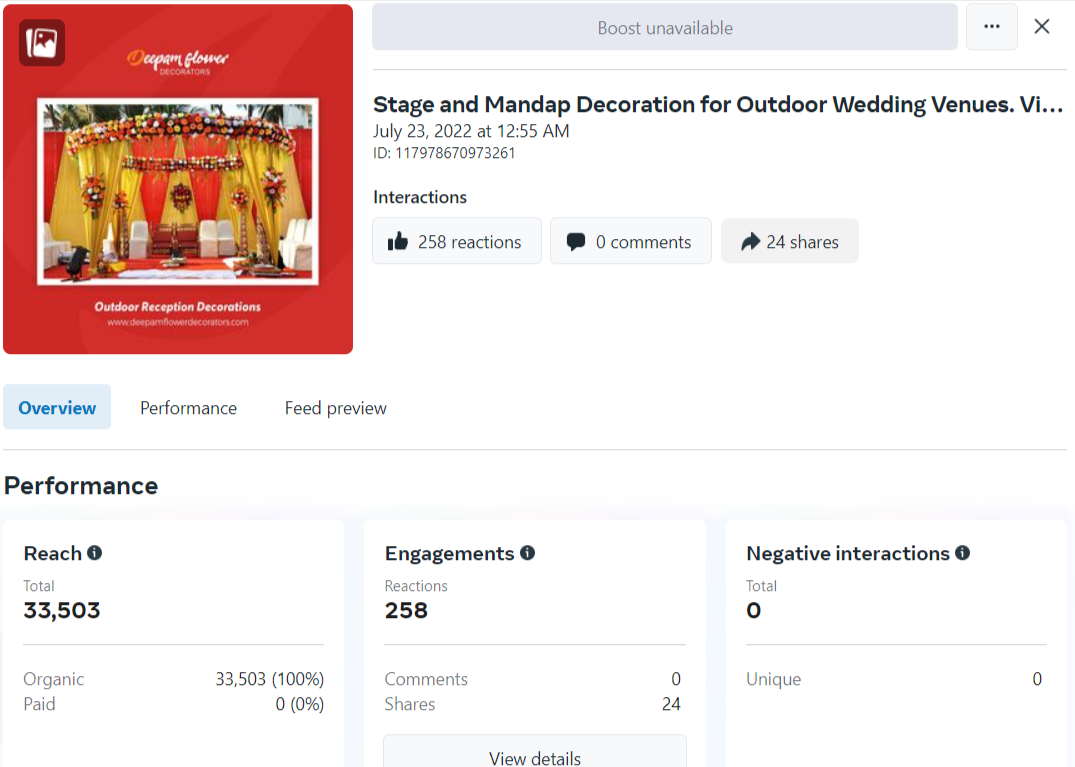 Deepam flower
DECORATORS
Outdoor Reception Decorations
www.deepamflowerdecorators.com
Boost unavailable
Stage and Mandap Decoration for Outdoor Wedding Venues. Vi...
July 23, 2022 at 12:55 AM
ID: 117978670973261
Interactions
258 reactions
0 comments
24 shares
Overview
Performance
Feed preview
Performance
Reach
Total
33,503
Organic 33,503 (100%)
Paid 0 (0%)
Engagements
Reactions
258
Comments 0
Shares 24
View details
Negative interactions
Total
0
Unique 0